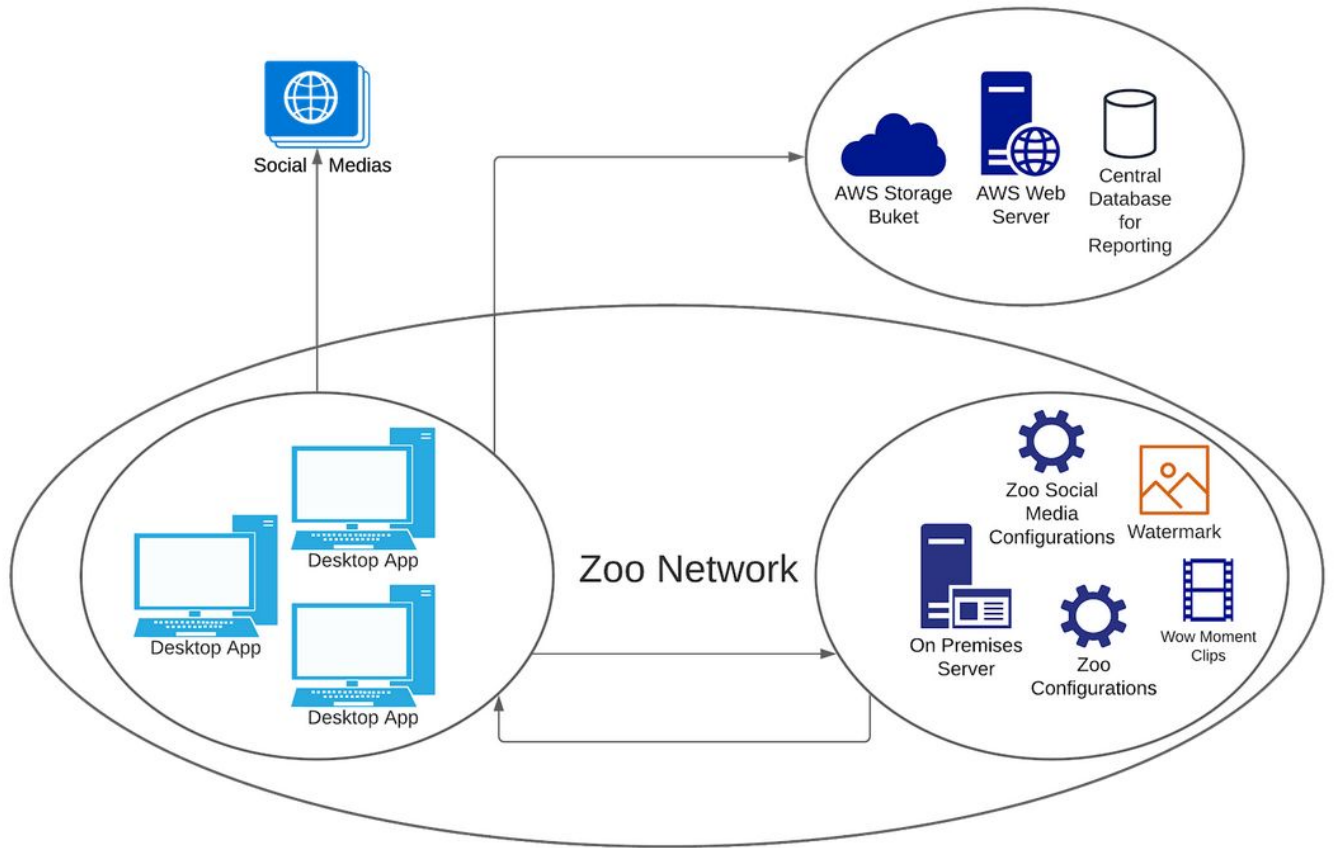 Social Medias
AWS Storage
Buket
AWS Web
Server
Central
Database
for
Reporting
Desktop App
Desktop App
Desktop App
Zoo Network
Zoo Social
Media
Configurations
Watermark
On Premises
Server
Zoo
Configurations
Wow Moment
Clips